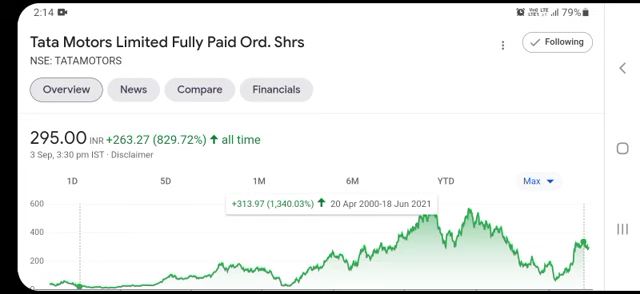 2:14 79%
Tata Motors Limited Fully Paid Ord. Shrs
Following
NSE: TATAMOTORS
Overview News Compare Financials
295.00 INR +263.27 (829.72%) ↑ all time
3 Sep, 3:30 pm IST · Disclaimer
1D 5D 1M 6M YTD Max
+313.97 (1,340.03%) ↑ 20 Apr 2000-18 Jun 2021
600
400
200
0